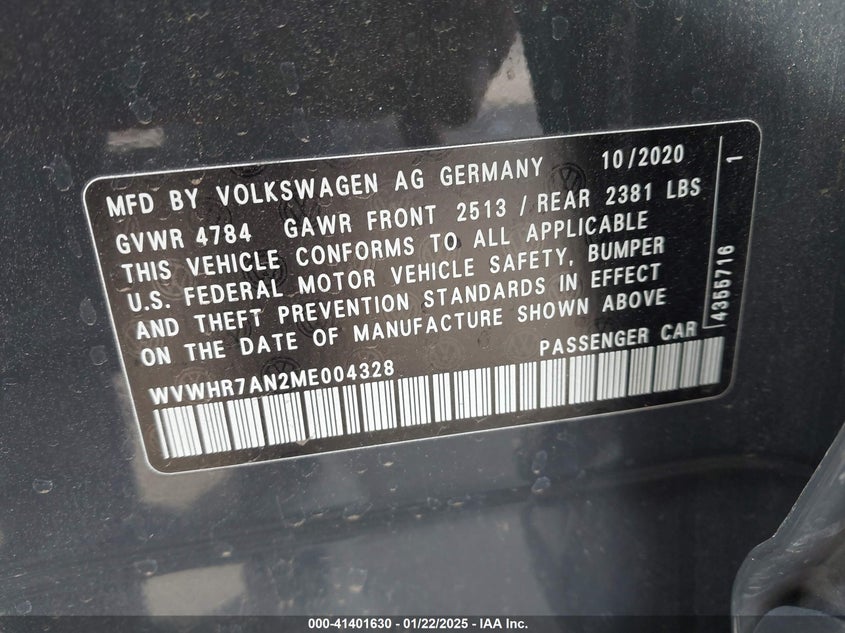 MFD BY VOLKSWAGEN AG GERMANY 10/2020
GVWR 4784 GAWR FRONT 2513 / REAR 2381 LBS
THIS VEHICLE CONFORMS TO ALL APPLICABLE
U.S. FEDERAL MOTOR VEHICLE SAFETY, BUMPER
AND THEFT PREVENTION STANDARDS IN EFFECT
ON THE DATE OF MANUFACTURE SHOWN ABOVE
PASSENGER CAR
WVWHR7AN2ME004328
4366716 1
000-41401630 - 01/22/2025 - IAA Inc.